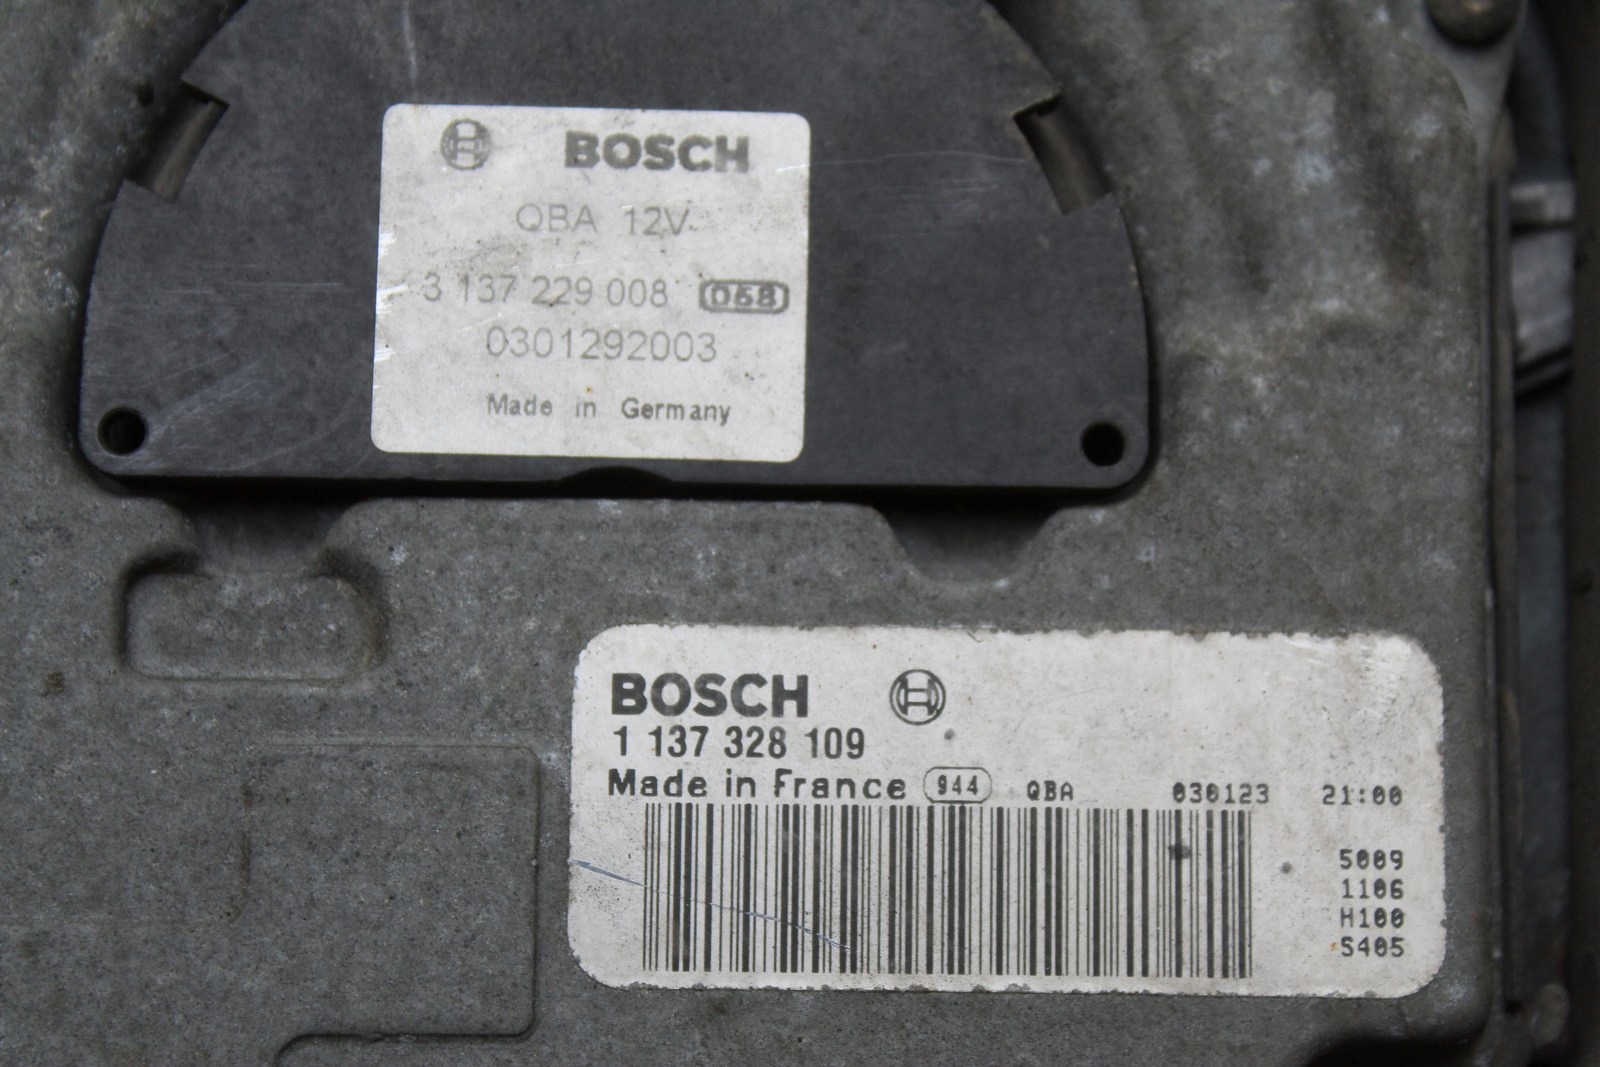 BOSCH
QBA 12V
3 137 229 008 058
0301292003
Made in Germany
BOSCH
1 137 328 109
Made in France 944 QBA 030123 21:00
5009
1106
H100
S405